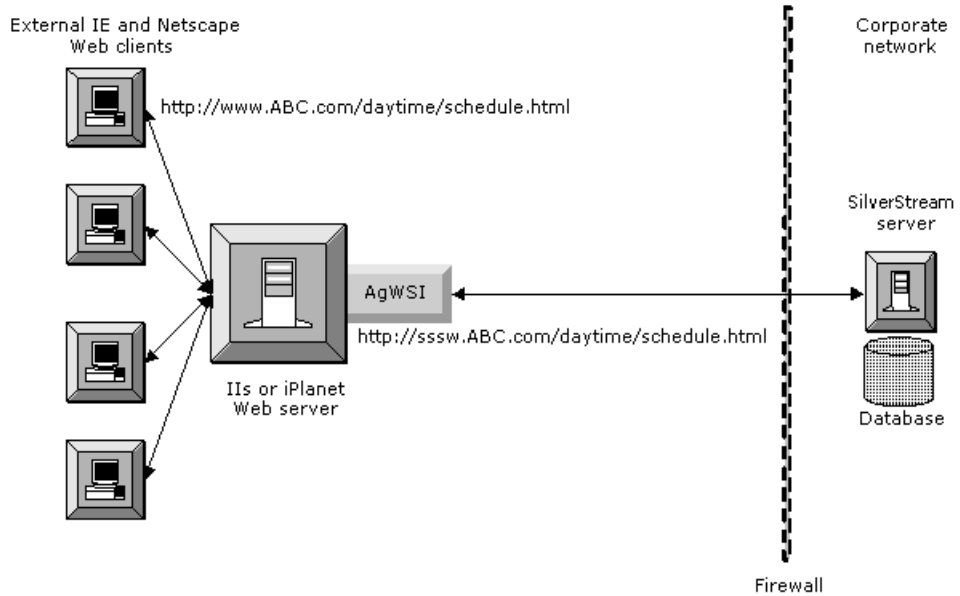 External IE and Netscape
Web clients
Corporate
network
http://www.ABC.com/daytime/schedule.html
SilverStream
server
AgWSI
http://sssw.ABC.com/daytime/schedule.html
IIs or iPlanet
Web server
Database
Firewall